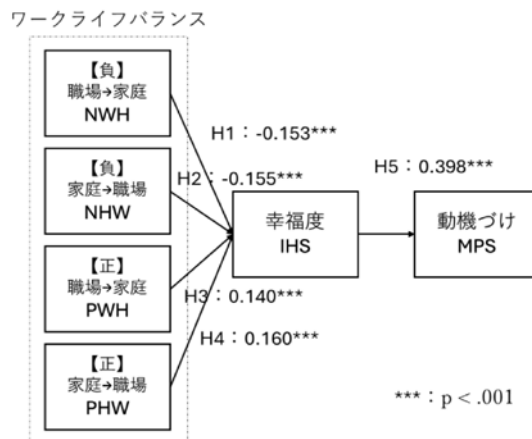 ワークライフバランス
【負】
職場→家庭
NWH
【負】
家庭→職場
NHW
【正】
職場→家庭
PWH
【正】
家庭→職場
PHW
H1：-0.153***
H2：-0.155***
H3：0.140***
H4：0.160***
幸福度
IHS
H5：0.398***
動機づけ
MPS
***：p < .001